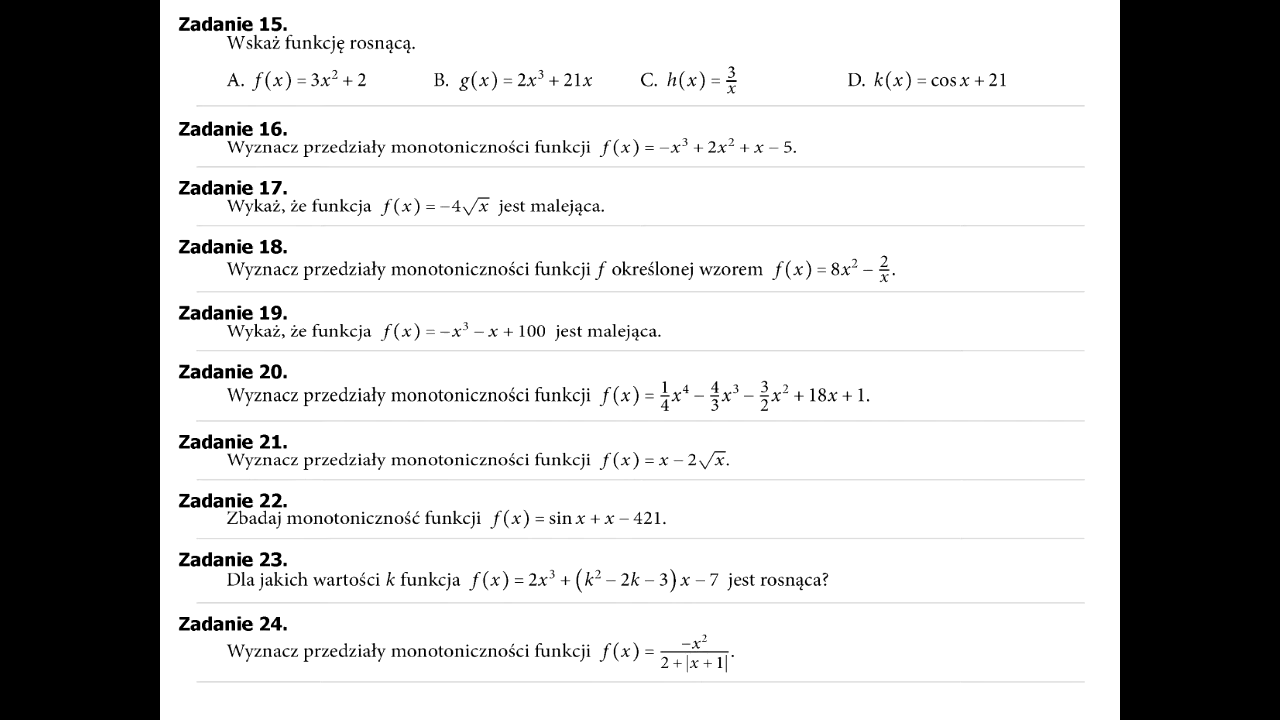 Zadanie 15.
Wskaż funkcję rosnącą.
A. f(x) = 3x² + 2 B. g(x) = 2x³ + 21x C. h(x) = 3/x D. k(x) = cos x + 21
Zadanie 16.
Wyznacz przedziały monotoniczności funkcji f(x) = −x³ + 2x² + x − 5.
Zadanie 17.
Wykaż, że funkcja f(x) = −4√x jest malejąca.
Zadanie 18.
Wyznacz przedziały monotoniczności funkcji f określonej wzorem f(x) = 8x² − 2/x.
Zadanie 19.
Wykaż, że funkcja f(x) = −x³ − x + 100 jest malejąca.
Zadanie 20.
Wyznacz przedziały monotoniczności funkcji f(x) = 1/4x⁴ − 4/3x³ − 3/2x² + 18x + 1.
Zadanie 21.
Wyznacz przedziały monotoniczności funkcji f(x) = x − 2√x.
Zadanie 22.
Zbadaj monotoniczność funkcji f(x) = sin x + x − 421.
Zadanie 23.
Dla jakich wartości k funkcja f(x) = 2x³ + (k² − 2k − 3)x − 7 jest rosnąca?
Zadanie 24.
Wyznacz przedziały monotoniczności funkcji f(x) = −x²/(2 + |x + 1|).